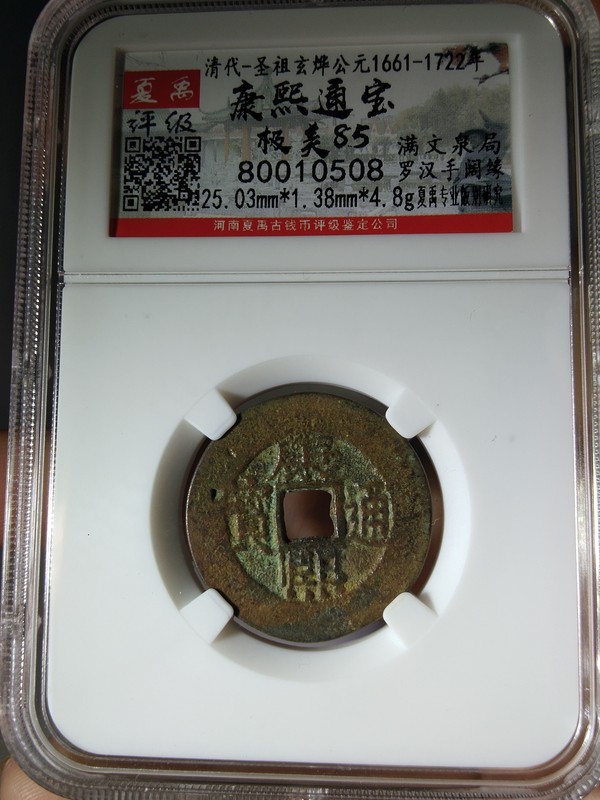 清代-圣祖玄烨公元1661-1722年
夏禹
评级
康熙通宝
极美85
满文泉局
80010508
罗汉手阔缘
25.03mm*1.38mm*4.8g夏禹专业版别研究
河南夏禹古钱币评级鉴定公司
康熙
通寶